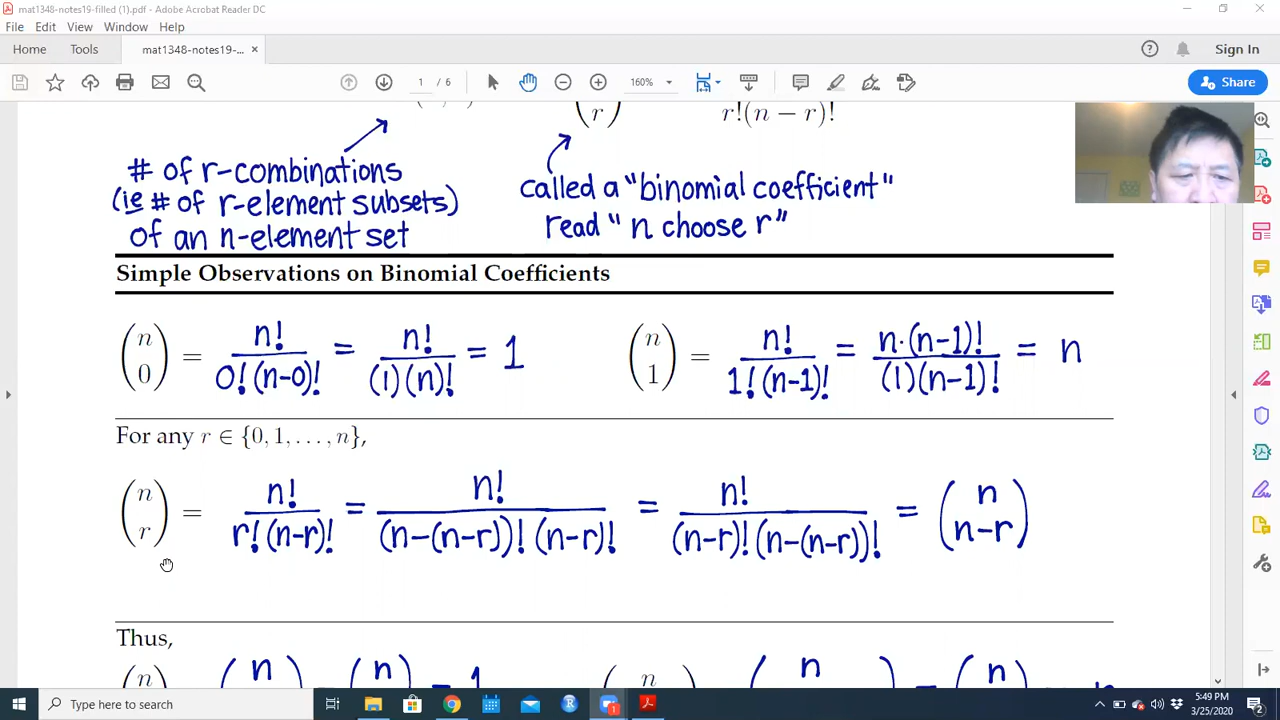 mat1348-notes19-filled (1).pdf - Adobe Acrobat Reader DC
File Edit View Window Help
Home Tools mat1348-notes19-... × Sign In
1 / 6 160% Share
r r!(n − r)!
# of r-combinations
(ie # of r-element subsets)
of an n-element set
called a "binomial coefficient"
read "n choose r"
Simple Observations on Binomial Coefficients
(n 0) = n!/(0!(n-0)!) = n!/((1)(n)!) = 1 (n 1) = n!/(1!(n-1)!) = n·(n-1)!/((1)(n-1)!) = n
For any r ∈ {0, 1, . . . , n},
(n r) = n!/(r!(n-r)!) = n!/((n-(n-r))!(n-r)!) = n!/((n-r)!(n-(n-r))!) = (n n-r)
Thus,
(n (n = (n = 1 n (n = (n = n
Type here to search
5:49 PM
3/25/2020